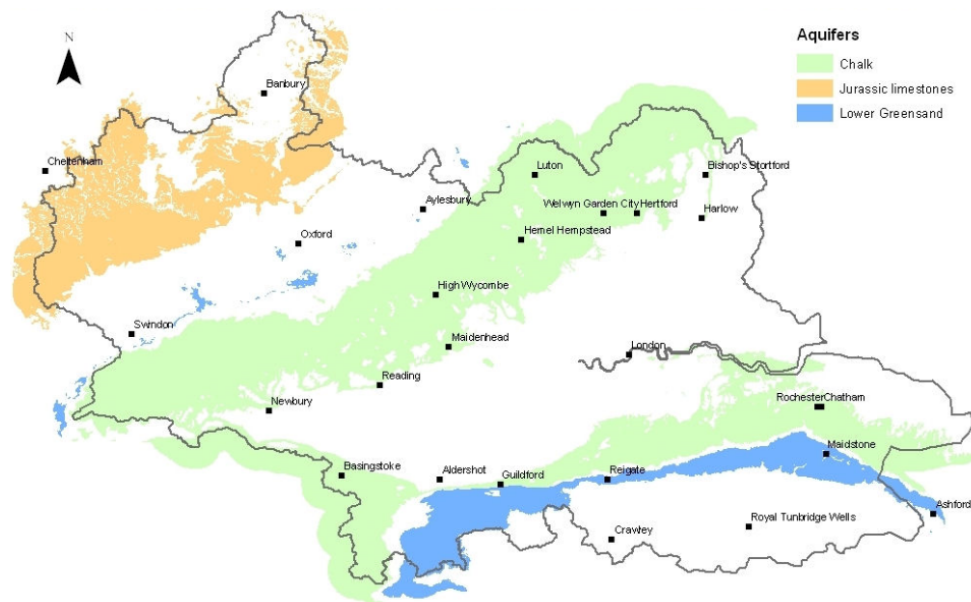 N
Aquifers
Chalk
Jurassic limestones
Lower Greensand
Banbury
Cheltenham
Luton
Bishop's Stortford
Aylesbury
Welwyn Garden City
Hertford
Harlow
Oxford
Hemel Hempstead
High Wycombe
Swindon
Maidenhead
London
Reading
Newbury
Rochester
Chatham
Maidstone
Basingstoke
Aldershot
Guildford
Reigate
Ashford
Crawley
Royal Tunbridge Wells